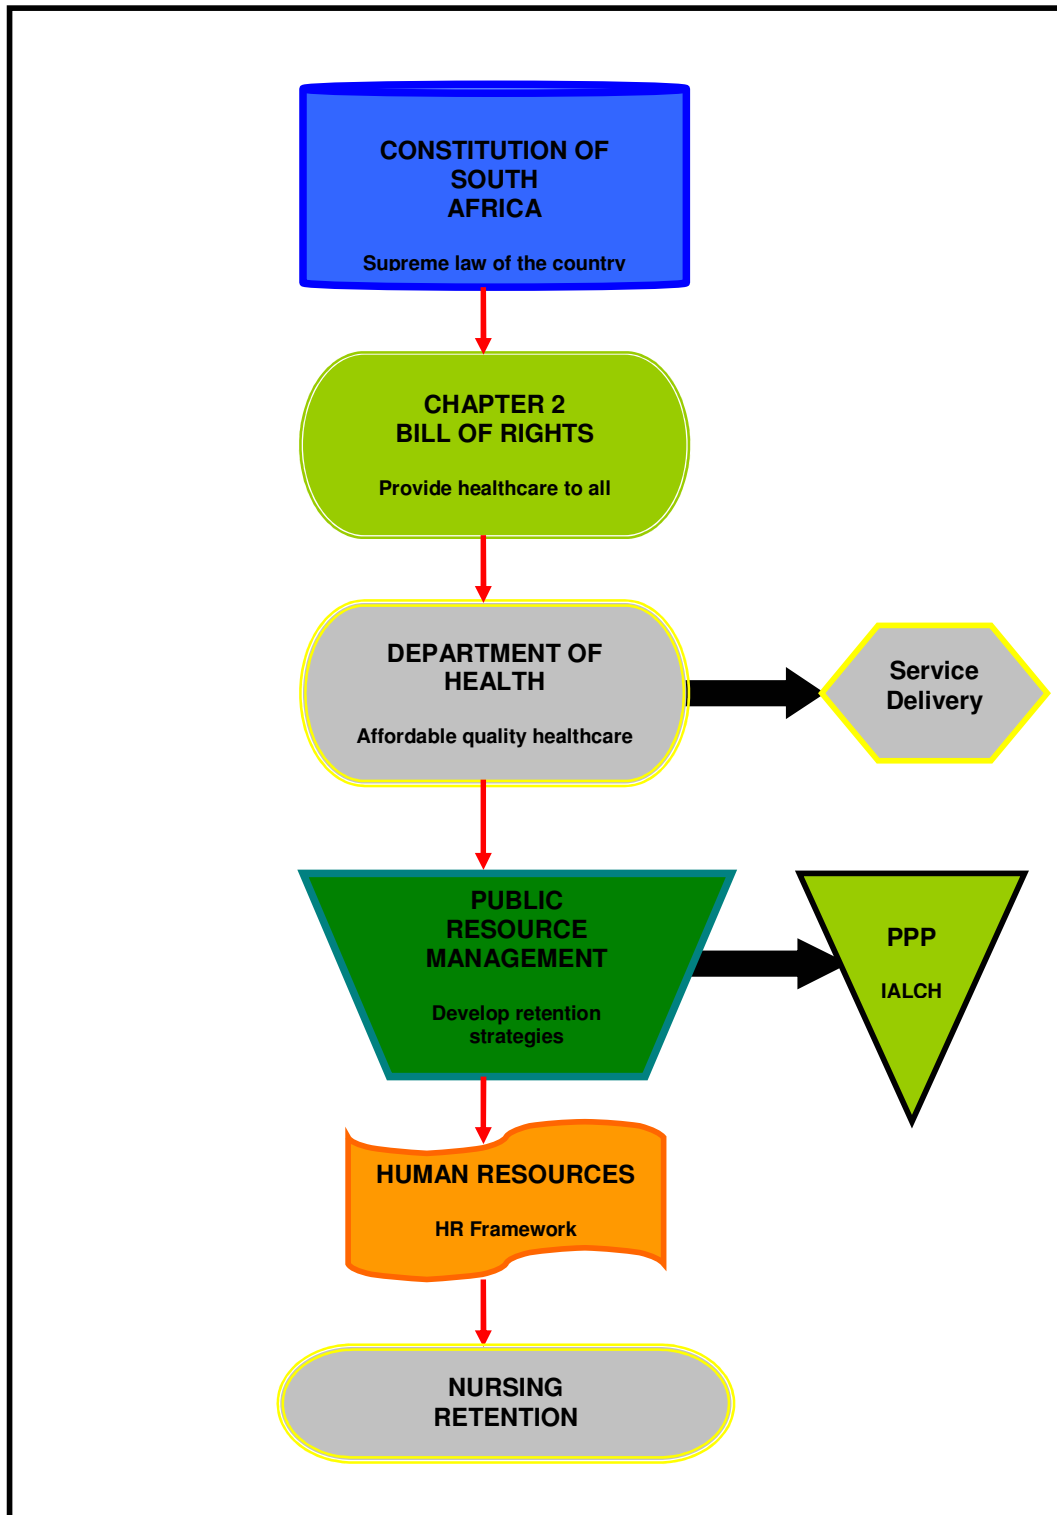 CONSTITUTION OF
SOUTH
AFRICA
Supreme law of the country
CHAPTER 2
BILL OF RIGHTS
Provide healthcare to all
DEPARTMENT OF
HEALTH
Affordable quality healthcare
Service
Delivery
PUBLIC
RESOURCE
MANAGEMENT
Develop retention
strategies
PPP
IALCH
HUMAN RESOURCES
HR Framework
NURSING
RETENTION